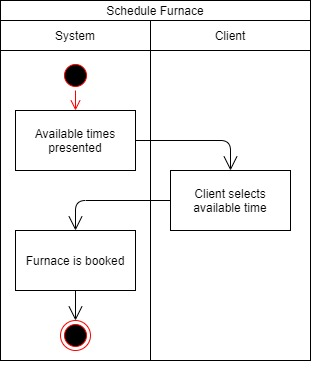 Schedule Furnace
System
Client
Available times
presented
Client selects
available time
Furnace is booked